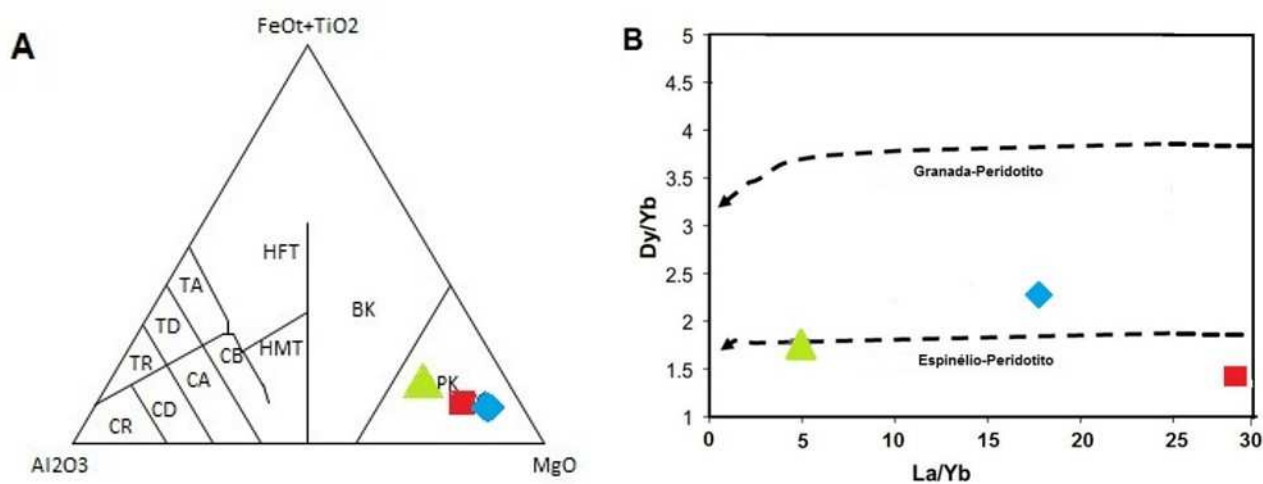 A
FeOt+TiO2
HFT
TA
BK
TD
HMT
CB
TR
CA
PK
CD
CR
Al2O3
MgO
B
5
4.5
4
3.5
3
2.5
2
1.5
1
Dy/Yb
Granada-Peridotito
Espinélio-Peridotito
0
5
10
15
20
25
30
La/Yb